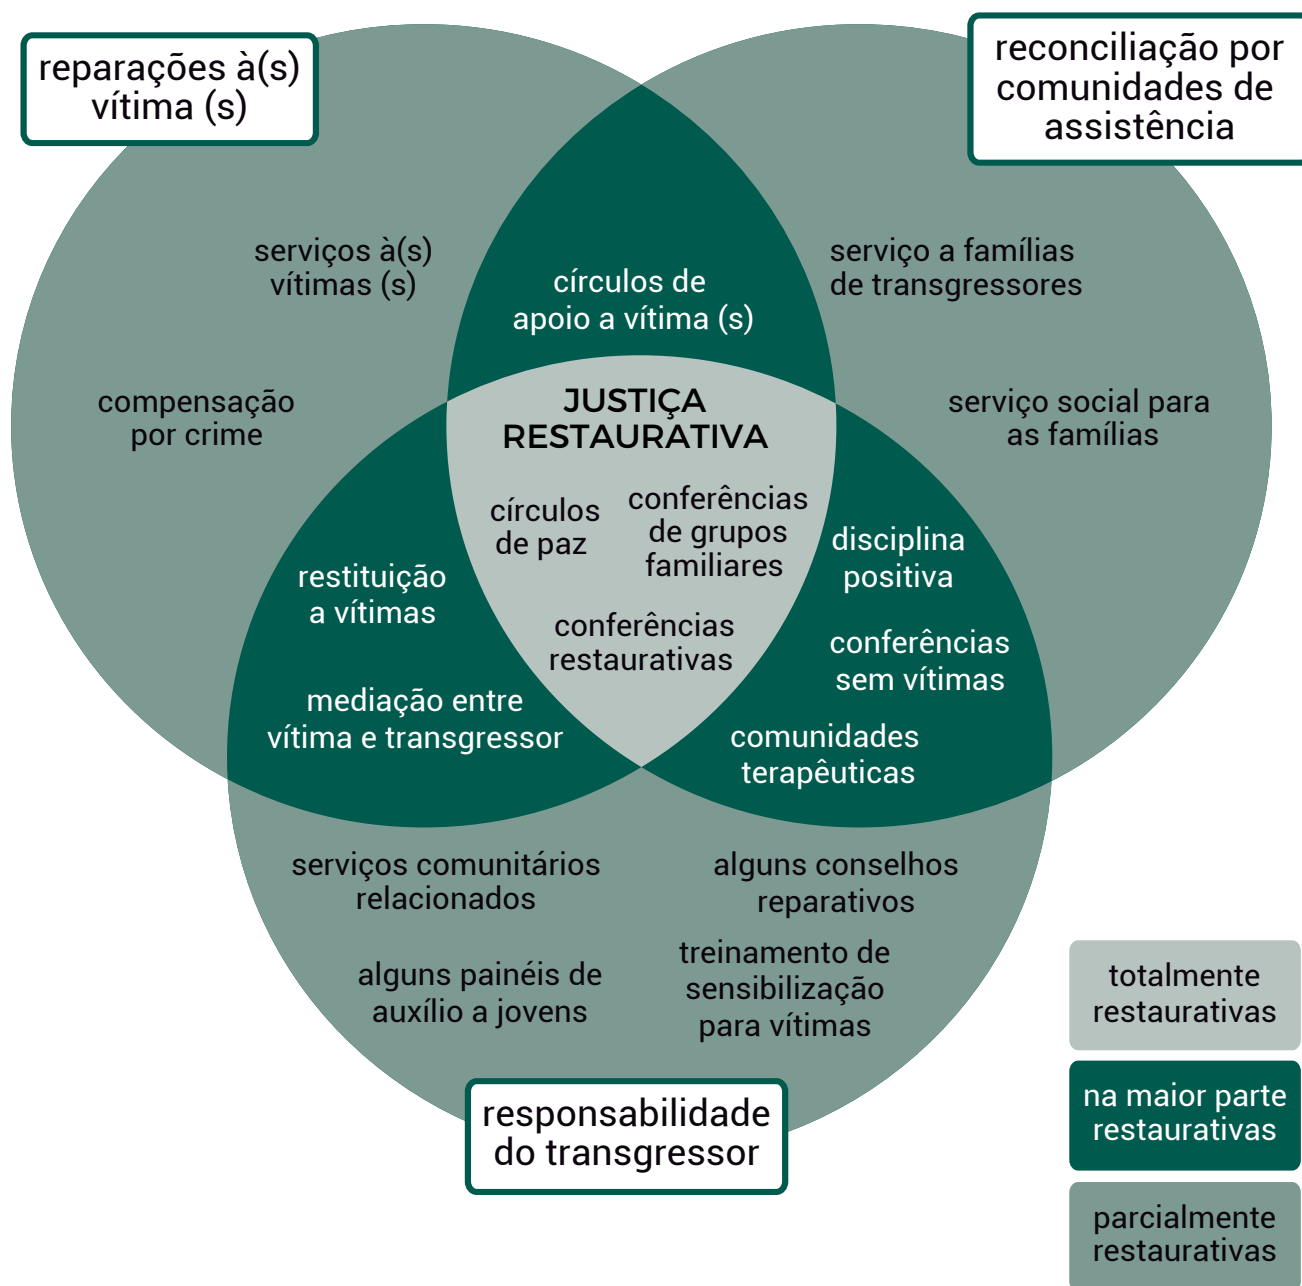 reparações à(s)
vítima (s)
reconciliação por
comunidades de
assistência
serviços à(s)
vítimas (s)
círculos de
apoio a vítima (s)
serviço a famílias
de transgressores
compensação
por crime
JUSTIÇA
RESTAURATIVA
serviço social para
as famílias
círculos
de paz
conferências
de grupos
familiares
disciplina
positiva
restituição
a vítimas
conferências
restaurativas
conferências
sem vítimas
mediação entre
vítima e transgressor
comunidades
terapêuticas
serviços comunitários
relacionados
alguns conselhos
reparativos
alguns painéis de
auxílio a jovens
treinamento de
sensibilização
para vítimas
responsabilidade
do transgressor
totalmente
restaurativas
na maior parte
restaurativas
parcialmente
restaurativas